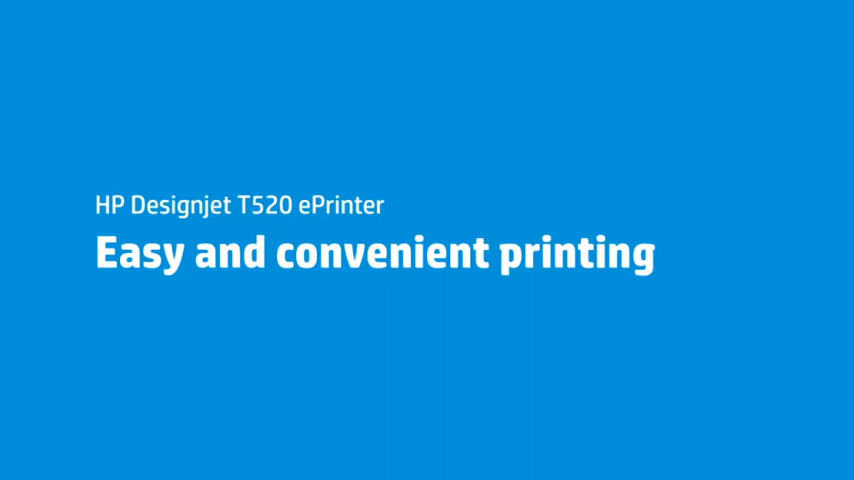 HP Designjet T520 ePrinter
Easy and convenient printing